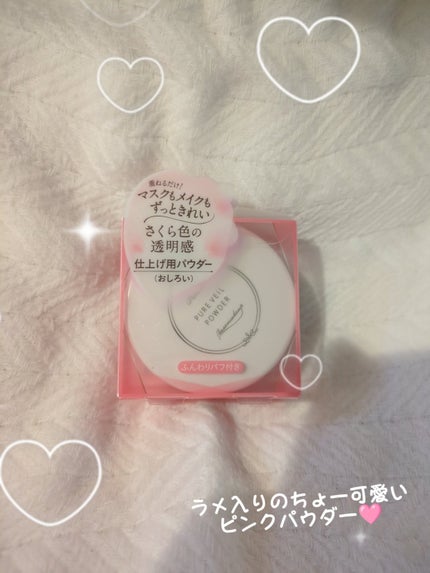 重ねるだけ!
マスクもメイクも
ずっときれい
さくら色の
透明感
仕上げ用パウダー
(おしろい)
PURE VEIL
POWDER
ふんわりパフ付き
ラメ入りのちょー可愛い
ピンクパウダー🩷